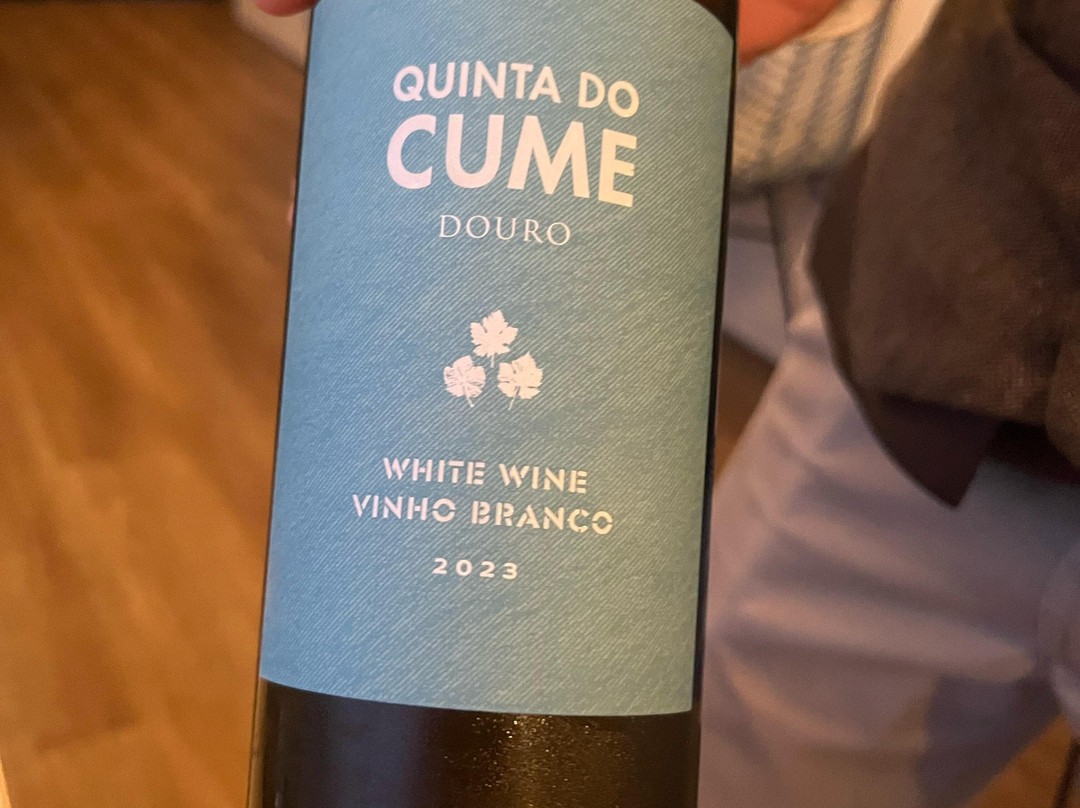 QUINTA DO
CUME
DOURO
WHITE WINE
VINHO BRANCO
2023